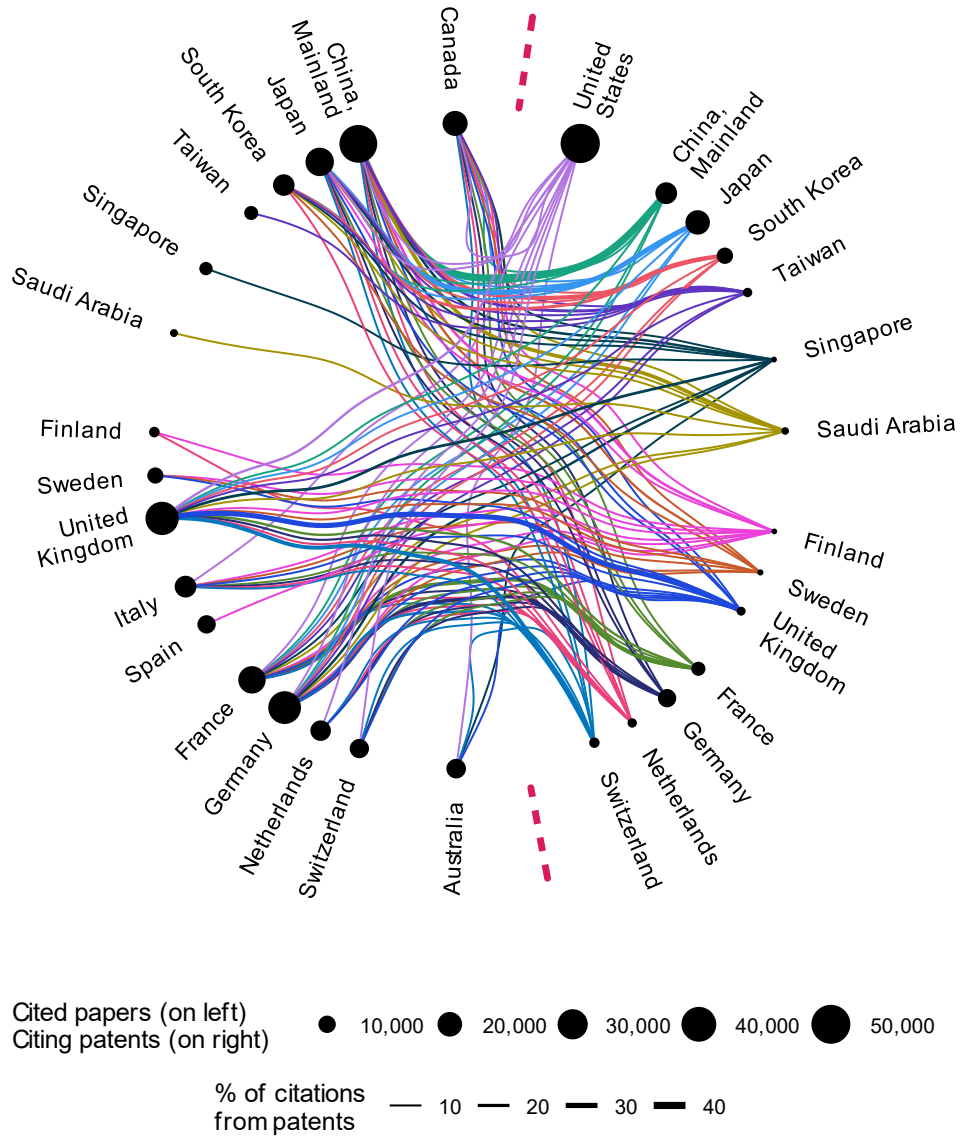 Canada
China,
Mainland
Japan
South Korea
Taiwan
Singapore
Saudi Arabia
Finland
Sweden
United
Kingdom
Italy
Spain
France
Germany
Netherlands
Switzerland
Australia
United
States
China,
Mainland
Japan
South Korea
Taiwan
Singapore
Saudi Arabia
Finland
Sweden
United
Kingdom
France
Germany
Netherlands
Switzerland
Cited papers (on left)
Citing patents (on right)
10,000 20,000 30,000 40,000 50,000
% of citations
from patents
10 20 30 40